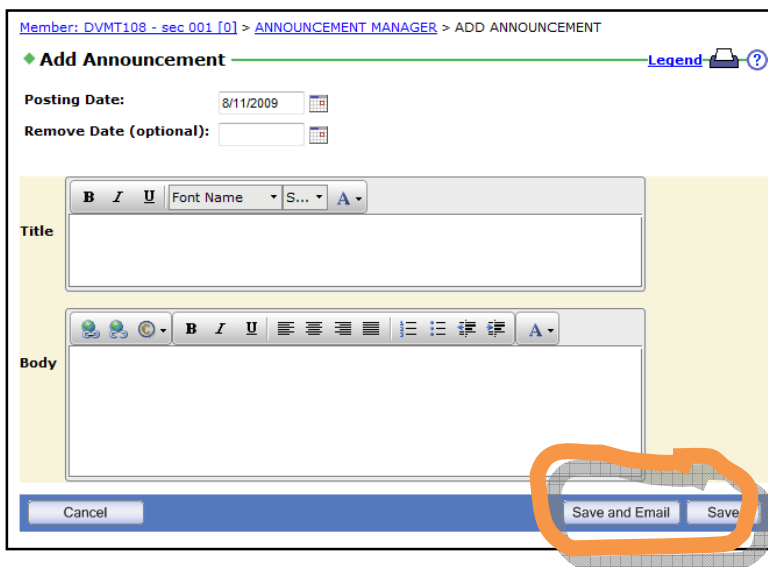 Member: DVMT108 - sec 001 [0] > ANNOUNCEMENT MANAGER > ADD ANNOUNCEMENT
Add Announcement
Legend ?
Posting Date: 8/11/2009
Remove Date (optional):
B I U Font Name S... A
Title
© B I U A
Body
Cancel Save and Email Save